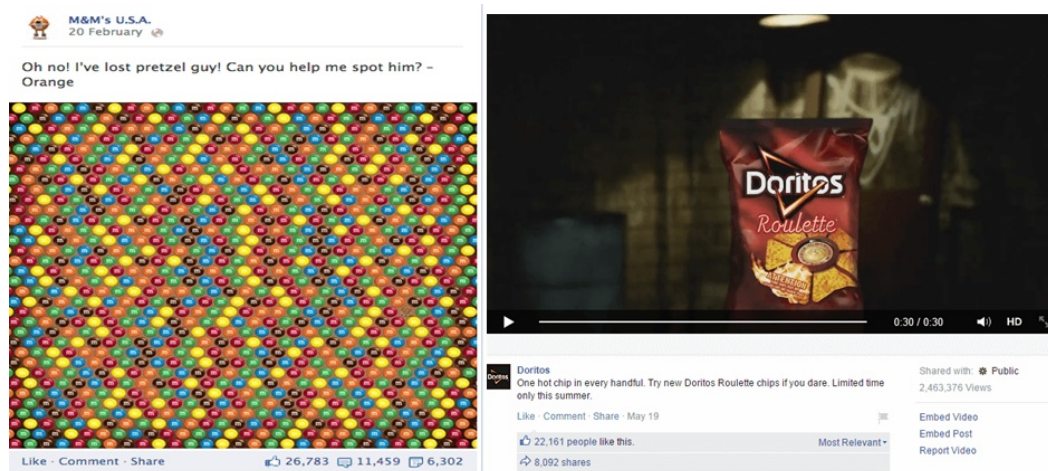 M&M's U.S.A.
20 February
Oh no! I've lost pretzel guy! Can you help me spot him? –
Orange
Like · Comment · Share 26,783 11,459 6,302
Doritos
Roulette
0:30 / 0:30 HD
Doritos
Doritos
One hot chip in every handful. Try new Doritos Roulette chips if you dare. Limited time
only this summer.
Like · Comment · Share · May 19
22,161 people like this. Most Relevant
8,092 shares
Shared with: Public
2,463,376 Views
Embed Video
Embed Post
Report Video